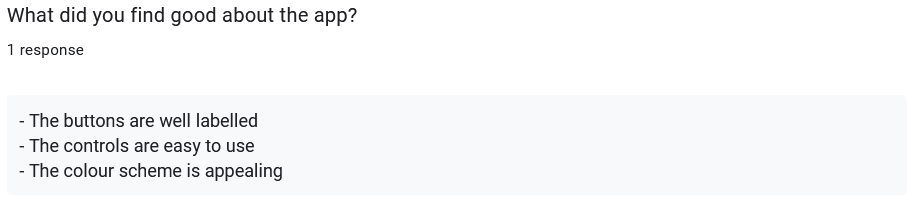 What did you find good about the app?
1 response
- The buttons are well labelled
- The controls are easy to use
- The colour scheme is appealing